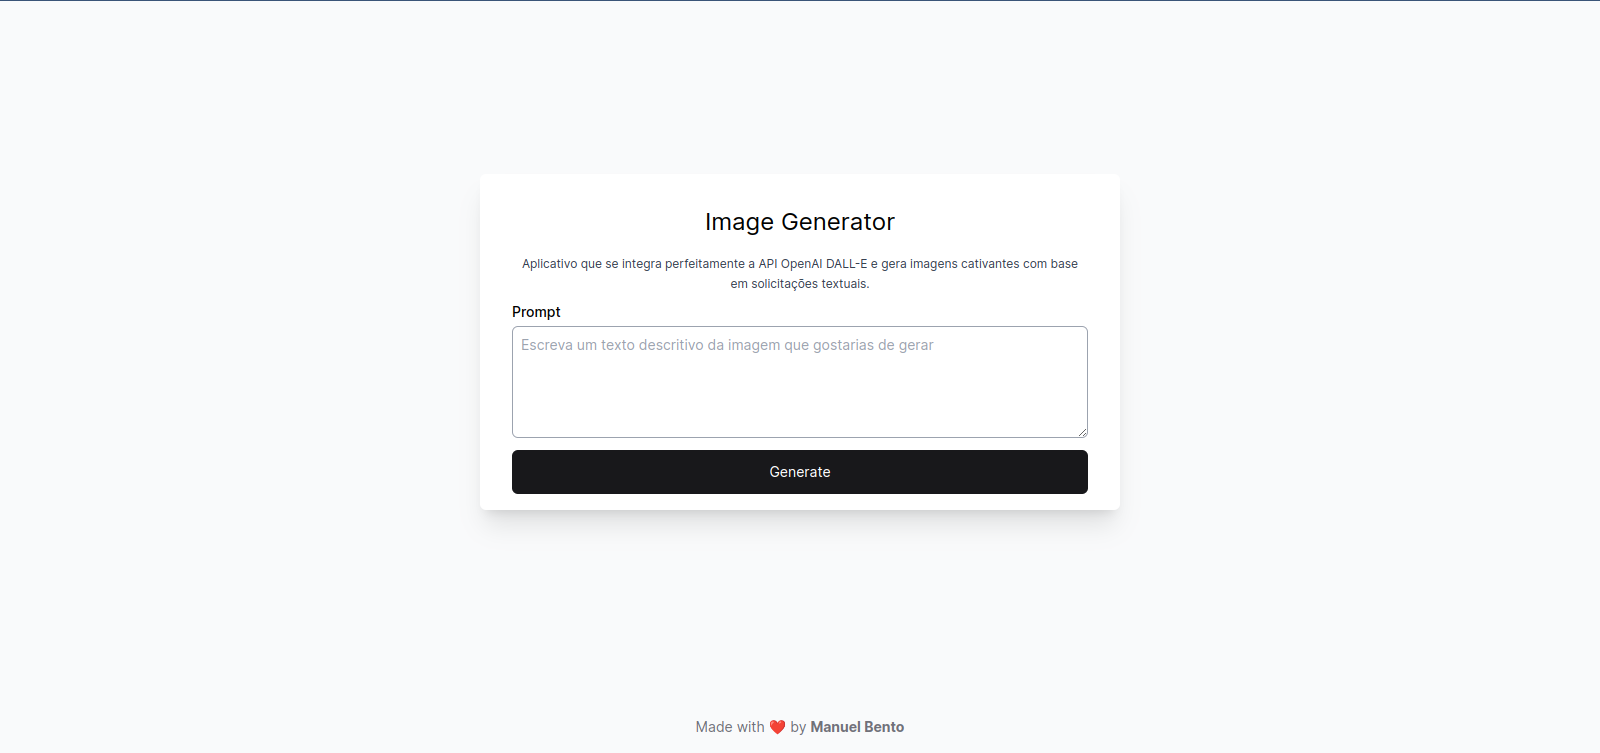 Image Generator
Aplicativo que se integra perfeitamente a API OpenAI DALL-E e gera imagens cativantes com base
em solicitações textuais.
Prompt
Escreva um texto descritivo da imagem que gostarias de gerar
Generate
Made with ❤️ by Manuel Bento